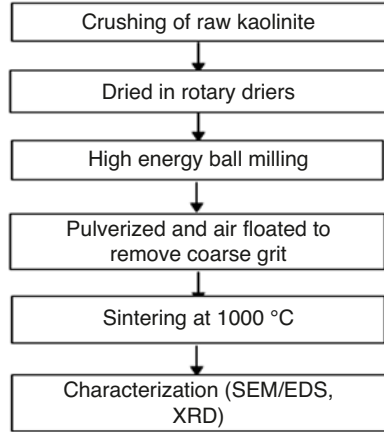 Crushing of raw kaolinite
Dried in rotary driers
High energy ball milling
Pulverized and air floated to
remove coarse grit
Sintering at 1000 °C
Characterization (SEM/EDS,
XRD)